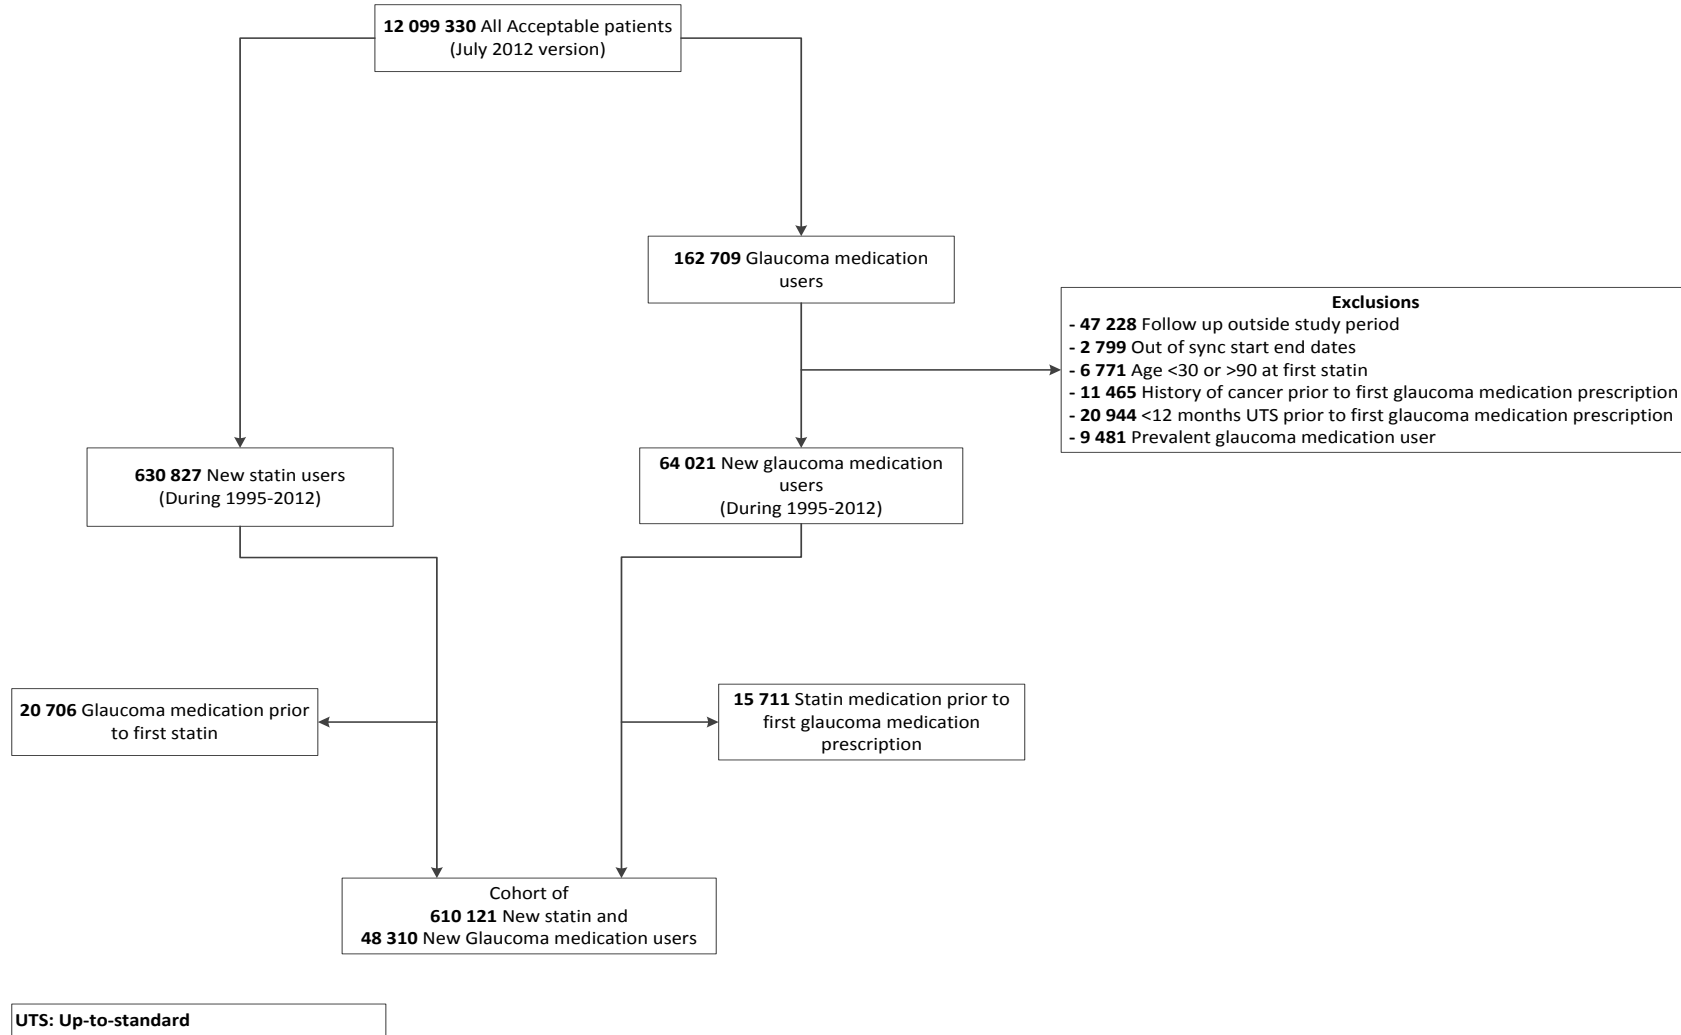 12 099 330 All Acceptable patients
(July 2012 version)
162 709 Glaucoma medication
users
Exclusions
- 47 228 Follow up outside study period
- 2 799 Out of sync start end dates
- 6 771 Age <30 or >90 at first statin
- 11 465 History of cancer prior to first glaucoma medication prescription
- 20 944 <12 months UTS prior to first glaucoma medication prescription
- 9 481 Prevalent glaucoma medication user
630 827 New statin users
(During 1995-2012)
64 021 New glaucoma medication
users
(During 1995-2012)
20 706 Glaucoma medication prior
to first statin
15 711 Statin medication prior to
first glaucoma medication
prescription
Cohort of
610 121 New statin and
48 310 New Glaucoma medication users
UTS: Up-to-standard